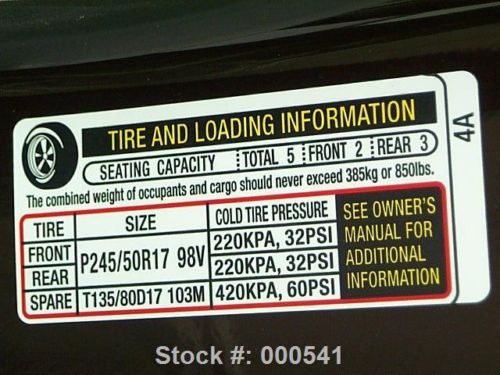 TIRE AND LOADING INFORMATION
SEATING CAPACITY TOTAL 5 FRONT 2 REAR 3
The combined weight of occupants and cargo should never exceed 385kg or 850lbs.
TIRE SIZE COLD TIRE PRESSURE
FRONT P245/50R17 98V 220KPA, 32PSI
REAR 220KPA, 32PSI
SPARE T135/80D17 103M 420KPA, 60PSI
SEE OWNER'S
MANUAL FOR
ADDITIONAL
INFORMATION
4A
Stock #: 000541